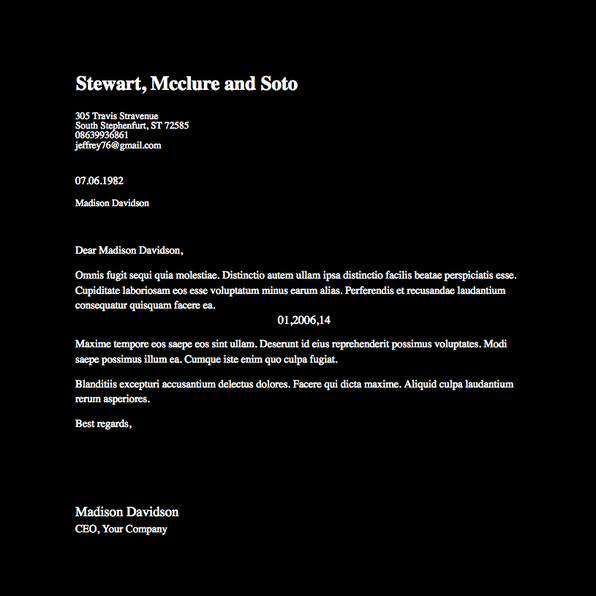 Stewart, Mcclure and Soto
305 Travis Stravenue
South Stephenfurt, ST 72585
08639936861
jeffrey76@gmail.com
07.06.1982
Madison Davidson
Dear Madison Davidson,
Omnis fugit sequi quia molestiae. Distinctio autem ullam ipsa distinctio facilis beatae perspiciatis esse.
Cupiditate laboriosam eos esse voluptatum minus earum alias. Perferendis et recusandae laudantium
consequatur quisquam facere ea.
01,2006,14
Maxime tempore eos saepe eos sint ullam. Deserunt id eius reprehenderit possimus voluptates. Modi
saepe possimus illum ea. Cumque iste enim quo culpa fugiat.
Blanditiis excepturi accusantium delectus dolores. Facere qui dicta maxime. Aliquid culpa laudantium
rerum asperiores.
Best regards,
Madison Davidson
CEO, Your Company